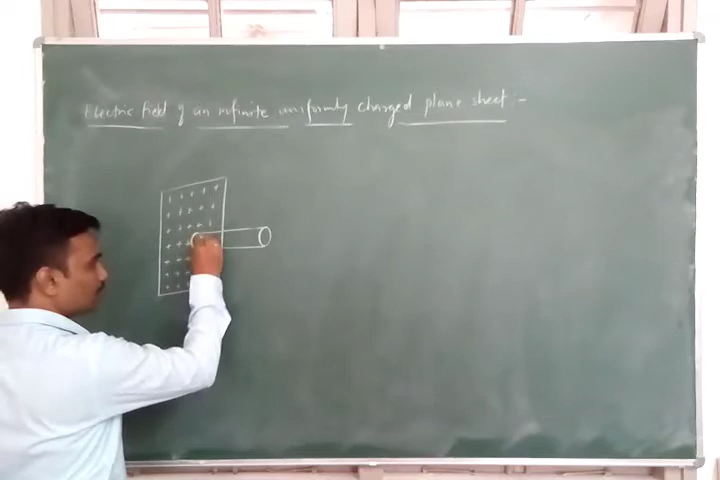 Electric field of an infinite uniformly charged plane sheet:-